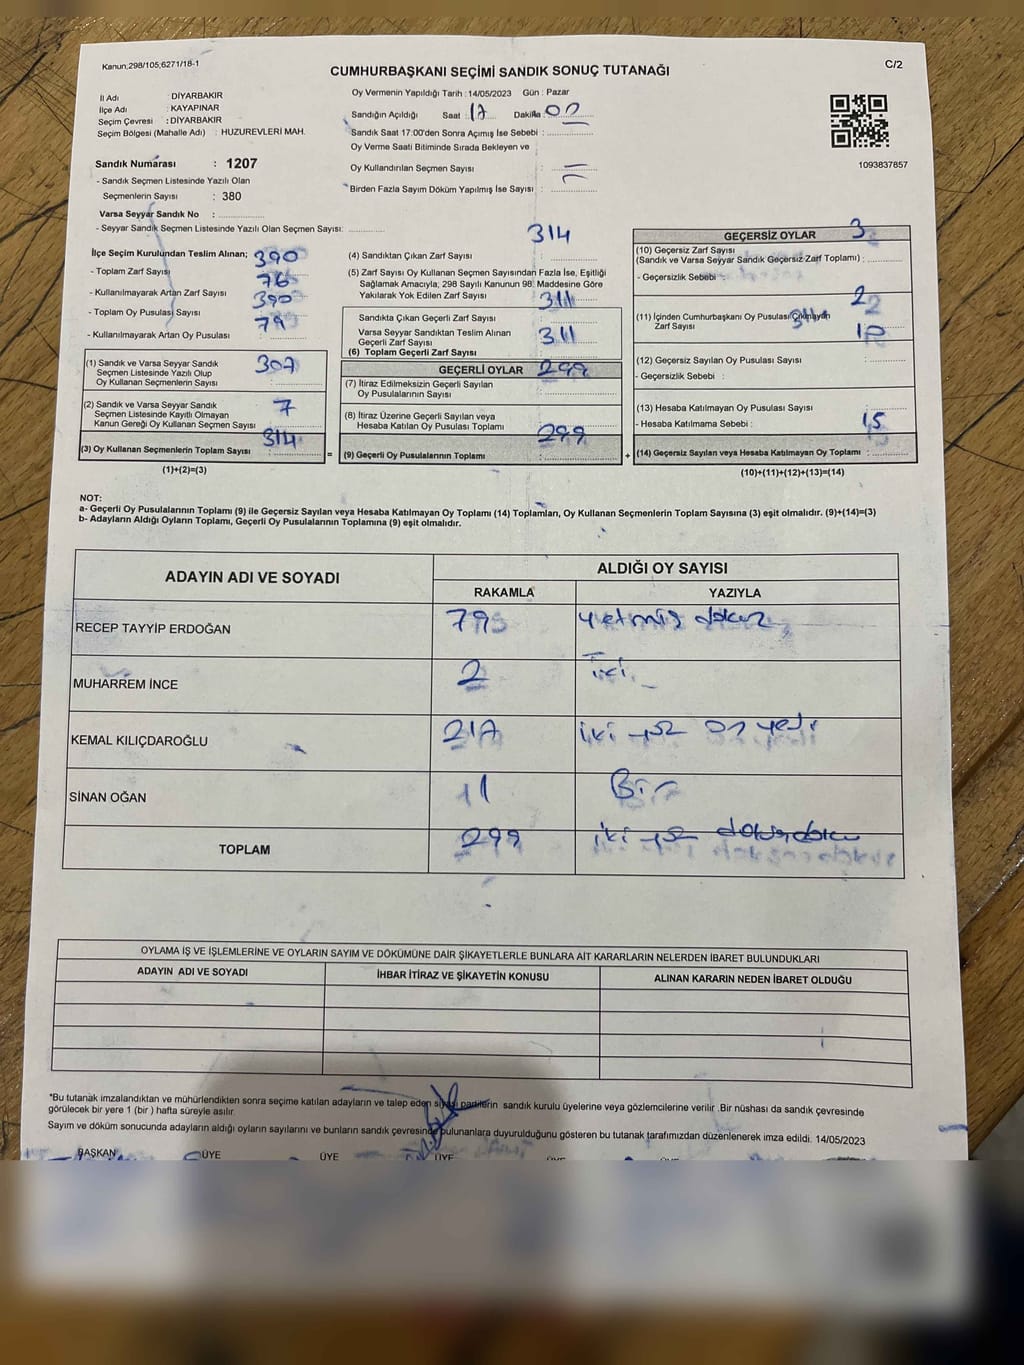 Kanun,298/105,6271/18-1
C/2
CUMHURBAŞKANI SEÇİMİ SANDIK SONUÇ TUTANAĞI
İl Adı : DİYARBAKIR
İlçe Adı : KAYAPINAR
Seçim Çevresi : DİYARBAKIR
Seçim Bölgesi (Mahalle Adı) : HUZUREVLERİ MAH.
Sandık Numarası : 1207
- Sandık Seçmen Listesinde Yazılı Olan
Seçmenlerin Sayısı : 380
Varsa Seyyar Sandık No :
- Seyyar Sandık Seçmen Listesinde Yazılı Olan Seçmen Sayısı:
Oy Vermenin Yapıldığı Tarih : 14/05/2023 Gün : Pazar
Sandığın Açıldığı Saat : 17 Dakika : 00
Sandık Saat 17:00'den Sonra Açımış İse Sebebi :
Oy Verme Saati Bitiminde Sırada Bekleyen ve
Oy Kullandırılan Seçmen Sayısı :
Birden Fazla Sayım Döküm Yapılmış İse Sayısı :
1093837857
İlçe Seçim Kurulundan Teslim Alınan; 390
- Toplam Zarf Sayısı
76
- Kullanılmayarak Artan Zarf Sayısı
390
- Toplam Oy Pusulası Sayısı
79
- Kullanılmayarak Artan Oy Pusulası
(1) Sandık ve Varsa Seyyar Sandık 307
Seçmen Listesinde Yazılı Olup
Oy Kullanan Seçmenlerin Sayısı
(2) Sandık ve Varsa Seyyar Sandık 7
Seçmen Listesinde Kayıtlı Olmayan
Kanun Gereği Oy Kullanan Seçmen Sayısı
314
(3) Oy Kullanan Seçmenlerin Toplam Sayısı
=
(1)+(2)=(3)
314
(4) Sandıktan Çıkan Zarf Sayısı :
(5) Zarf Sayısı Oy Kullanan Seçmen Sayısından Fazla İse, Eşitliği
Sağlamak Amacıyla, 298 Sayılı Kanunun 98. Maddesine Göre
Yakılarak Yok Edilen Zarf Sayısı :
311
Sandıkta Çıkan Geçerli Zarf Sayısı :
Varsa Seyyar Sandıktan Teslim Alınan 311
Geçerli Zarf Sayısı :
(6) Toplam Geçerli Zarf Sayısı :
GEÇERLİ OYLAR 299
(7) İtiraz Edilmeksizin Geçerli Sayılan
Oy Pusulalarının Sayısı :
(8) İtiraz Üzerine Geçerli Sayılan veya
Hesaba Katılan Oy Pusulası Toplamı :
299
(9) Geçerli Oy Pusulalarının Toplamı :
+
GEÇERSİZ OYLAR 3
(10) Geçersiz Zarf Sayısı
(Sandık ve Varsa Seyyar Sandık Geçersiz Zarf Toplamı) :
- Geçersizlik Sebebi :
2
(11) İçinden Cumhurbaşkanı Oy Pusulası Çıkmayan
Zarf Sayısı
(12) Geçersiz Sayılan Oy Pusulası Sayısı :
- Geçersizlik Sebebi :
(13) Hesaba Katılmayan Oy Pusulası Sayısı :
- Hesaba Katılmama Sebebi :
15
(14) Geçersiz Sayılan veya Hesaba Katılmayan Oy Toplamı :
(10)+(11)+(12)+(13)=(14)
NOT:
a- Geçerli Oy Pusulalarının Toplamı (9) ile Geçersiz Sayılan veya Hesaba Katılmayan Oy Toplamı (14) Toplamları, Oy Kullanan Seçmenlerin Toplam Sayısına (3) eşit olmalıdır. (9)+(14)=(3)
b- Adayların Aldığı Oyların Toplamı, Geçerli Oy Pusulalarının Toplamına (9) eşit olmalıdır.
ADAYIN ADI VE SOYADI
ALDIĞI OY SAYISI
RAKAMLA YAZIYLA
RECEP TAYYİP ERDOĞAN 79 yetmiş dokuz
MUHARREM İNCE 2 iki
KEMAL KILIÇDAROĞLU 217 iki yüz on yedi
SİNAN OĞAN 1 Bir
TOPLAM 299 iki yüz doksandokuz
OYLAMA İŞ VE İŞLEMLERİNE VE OYLARIN SAYIM VE DÖKÜMÜNE DAİR ŞİKAYETLERLE BUNLARA AİT KARARLARIN NELERDEN İBARET BULUNDUKLARI
ADAYIN ADI VE SOYADI İHBAR İTİRAZ VE ŞİKAYETİN KONUSU ALINAN KARARIN NEDEN İBARET OLDUĞU
"Bu tutanak imzalandıktan ve mühürlendikten sonra seçime katılan adayların ve talep eden siyasi partilerin sandık kurulu üyelerine veya gözlemcilerine verilir .Bir nüshası da sandık çevresinde
görülecek bir yere 1 (bir ) hafta süreyle asılır.
Sayım ve döküm sonucunda adayların aldığı oyların sayılarını ve bunların sandık çevresinde bulunanlara duyurulduğunu gösteren bu tutanak tarafımızdan düzenlenerek imza edildi. 14/05/2023
BAŞKAN ÜYE ÜYE ÜYE